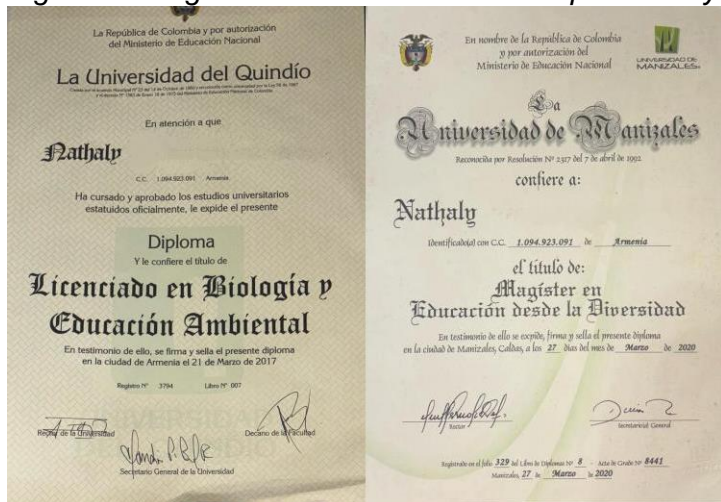 La República de Colombia y por autorización
del Ministerio de Educación Nacional
La Universidad del Quindío
En atención a que
Nathaly
C.C. 1.094.923.091 Armenia
Ha cursado y aprobado los estudios universitarios
estatuidos oficialmente, le expide el presente
Diploma
Y le confiere el título de
Licenciado en Biología y
Educación Ambiental
En testimonio de ello, se firma y sella el presente diploma
en la ciudad de Armenia el 21 de Marzo de 2017
Registro Nº 3794 Libro Nº 007
Rector de la Universidad
Decano de la Facultad
Secretario General de la Universidad
En nombre de la República de Colombia
y por autorización del
Ministerio de Educación Nacional
UNIVERSIDAD DE
MANIZALES
La
Universidad de Manizales
Reconocida por Resolución Nº 2317 del 7 de abril de 1992
confiere a:
Nathaly
Identificado(a) con C.C. 1.094.923.091 de Armenia
el título de:
Magíster en
Educación desde la Diversidad
En testimonio de ello se expide, firma y sella el presente diploma
en la ciudad de Manizales, Caldas, a los 27 días del mes de Marzo de 2020
Rector
Secretario(a) General
Registrado en el folio 329 del Libro de Diplomas Nº 8 - Acta de Grado Nº 8441
Manizales, 27 de Marzo de 2020